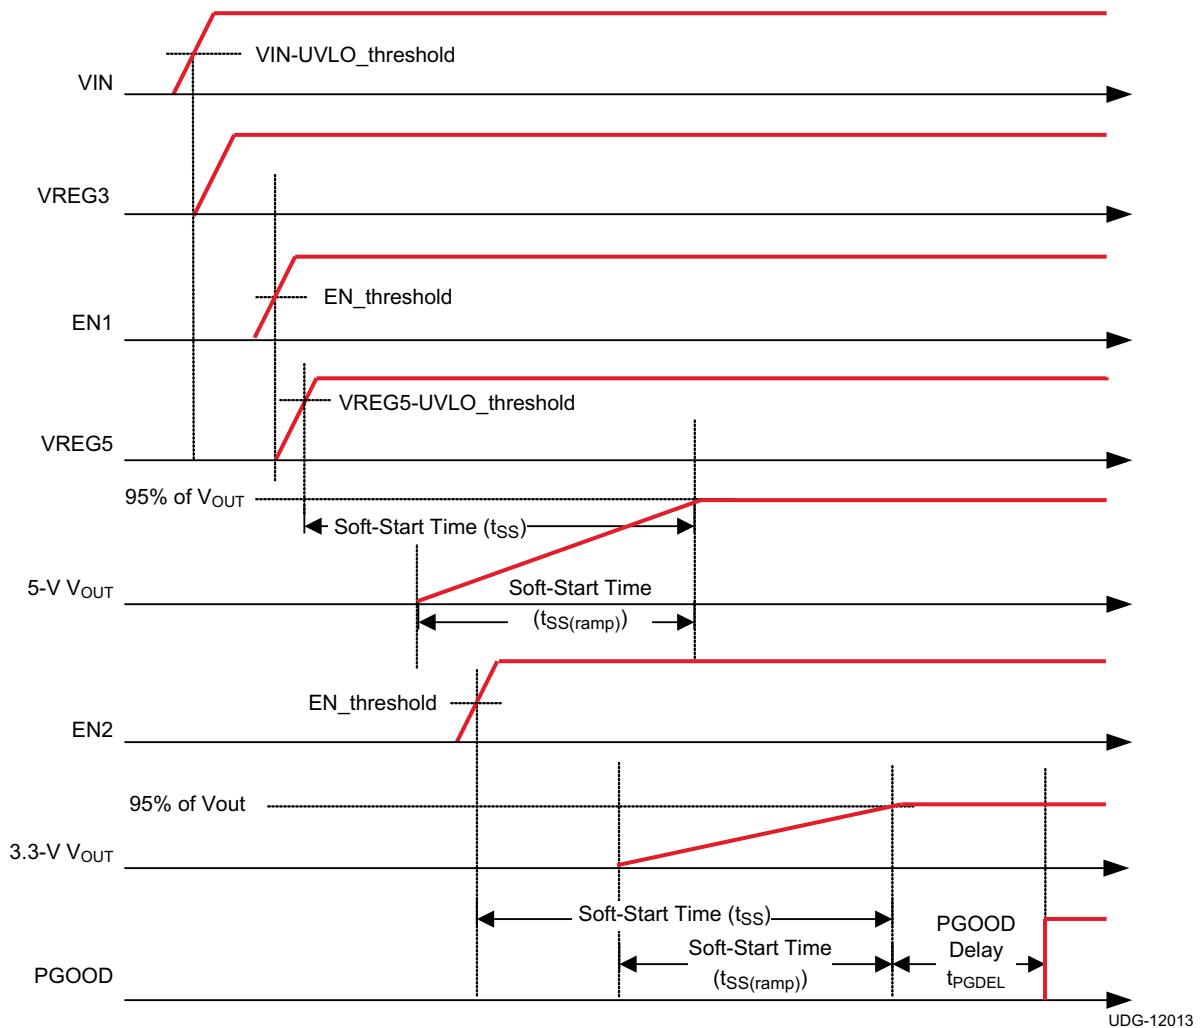 VIN-UVLO_threshold
VIN
VREG3
EN_threshold
EN1
VREG5-UVLO_threshold
VREG5
95% of VOUT
Soft-Start Time (tSS)
5-V VOUT
Soft-Start Time
(tSS(ramp))
EN_threshold
EN2
95% of Vout
3.3-V VOUT
Soft-Start Time (tSS)
Soft-Start Time
(tSS(ramp))
PGOOD
Delay
tPGDEL
PGOOD
UDG-12013